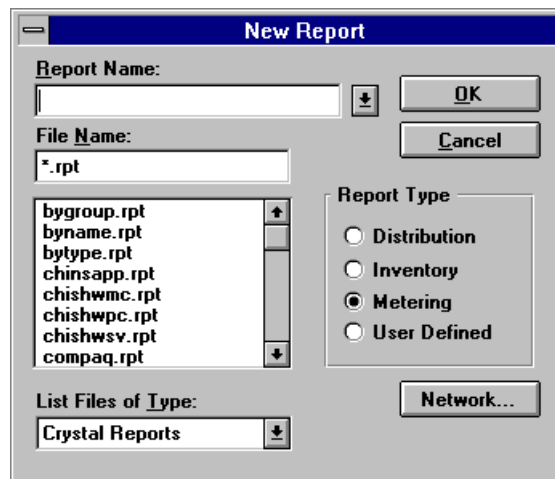 New Report
Report Name:
OK
File Name:
Cancel
*.rpt
bygroup.rpt
byname.rpt
bytype.rpt
chinsapp.rpt
chishwmc.rpt
chishwpc.rpt
chishwsv.rpt
compaq.rpt
Report Type
Distribution
Inventory
Metering
User Defined
List Files of Type:
Crystal Reports
Network...